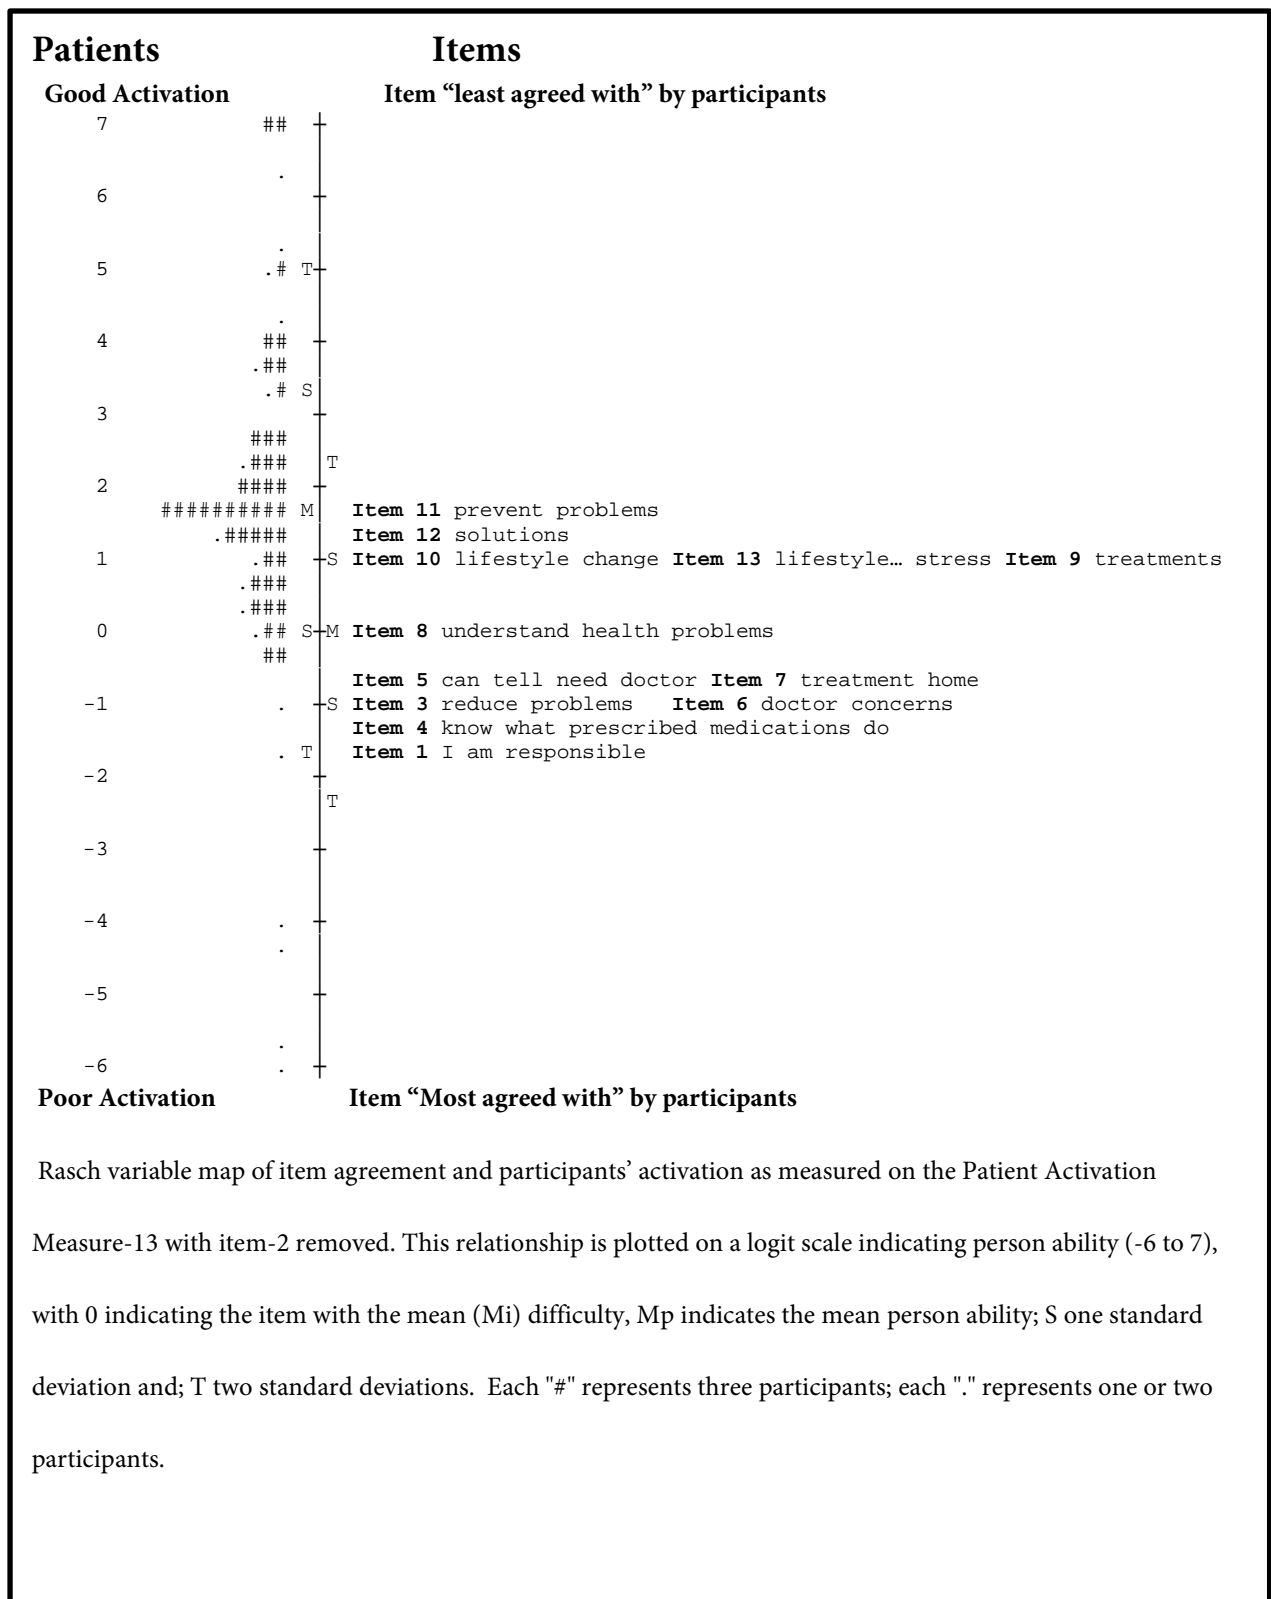 Patients Items
Good Activation Item “least agreed with” by participants
7 ## +
.
6 +
.
5 .# T+
.
4 ## +
.##
.# S
3 +
###
.### T
2 #### +
########## M Item 11 prevent problems
.##### Item 12 solutions
1 .## +S Item 10 lifestyle change Item 13 lifestyle… stress Item 9 treatments
.###
.###
0 .## S+M Item 8 understand health problems
##
Item 5 can tell need doctor Item 7 treatment home
-1 . +S Item 3 reduce problems Item 6 doctor concerns
Item 4 know what prescribed medications do
. T Item 1 I am responsible
-2 +
T
-3 +
-4 . +
.
-5 +
.
-6 . +
Poor Activation Item “Most agreed with” by participants
Rasch variable map of item agreement and participants’ activation as measured on the Patient Activation
Measure-13 with item-2 removed. This relationship is plotted on a logit scale indicating person ability (-6 to 7),
with 0 indicating the item with the mean (Mi) difficulty, Mp indicates the mean person ability; S one standard
deviation and; T two standard deviations. Each "#" represents three participants; each "." represents one or two
participants.